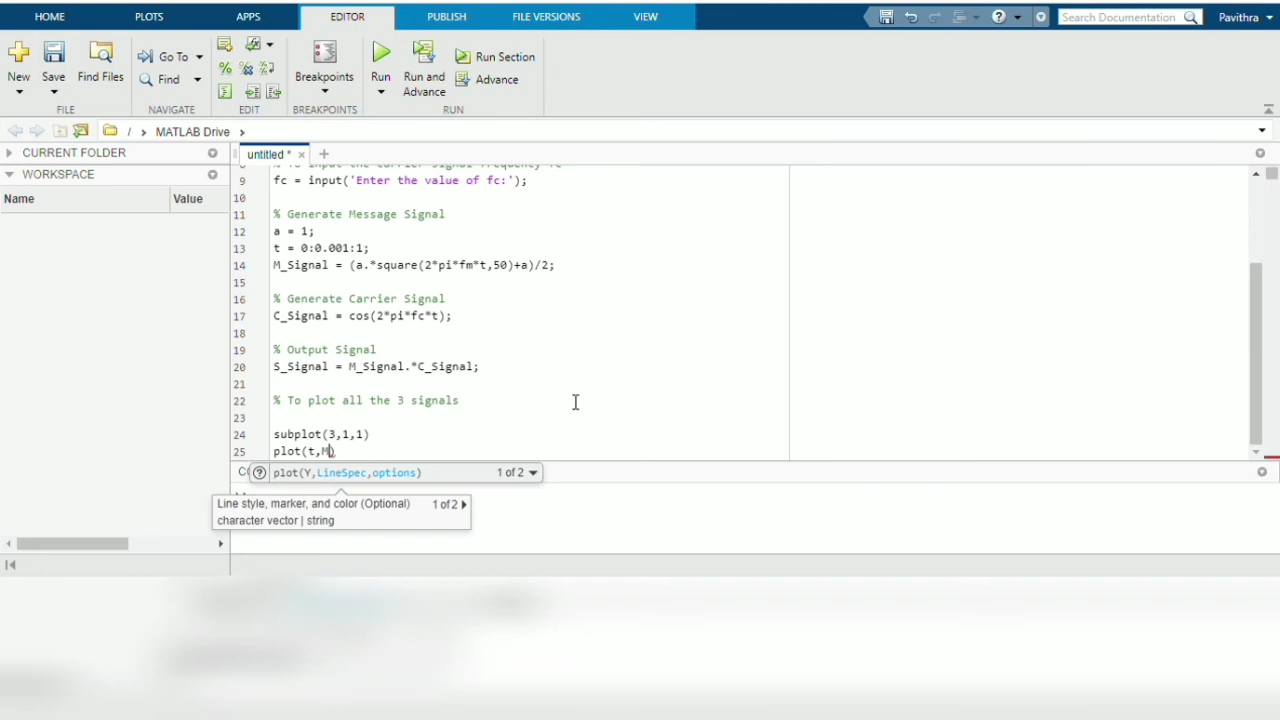 HOME PLOTS APPS EDITOR PUBLISH FILE VERSIONS VIEW Search Documentation Pavithra
New Save Find Files Go To Find Breakpoints Run Run and Advance Run Section Advance
FILE NAVIGATE EDIT BREAKPOINTS RUN
/ › MATLAB Drive ›
CURRENT FOLDER
WORKSPACE
Name Value
untitled * × +
9 fc = input('Enter the value of fc:');
10
11 % Generate Message Signal
12 a = 1;
13 t = 0:0.001:1;
14 M_Signal = (a.*square(2*pi*fm*t,50)+a)/2;
15
16 % Generate Carrier Signal
17 C_Signal = cos(2*pi*fc*t);
18
19 % Output Signal
20 S_Signal = M_Signal.*C_Signal;
21
22 % To plot all the 3 signals
23
24 subplot(3,1,1)
25 plot(t,M)
plot(Y,LineSpec,options) 1 of 2
Line style, marker, and color (Optional) 1 of 2
character vector | string